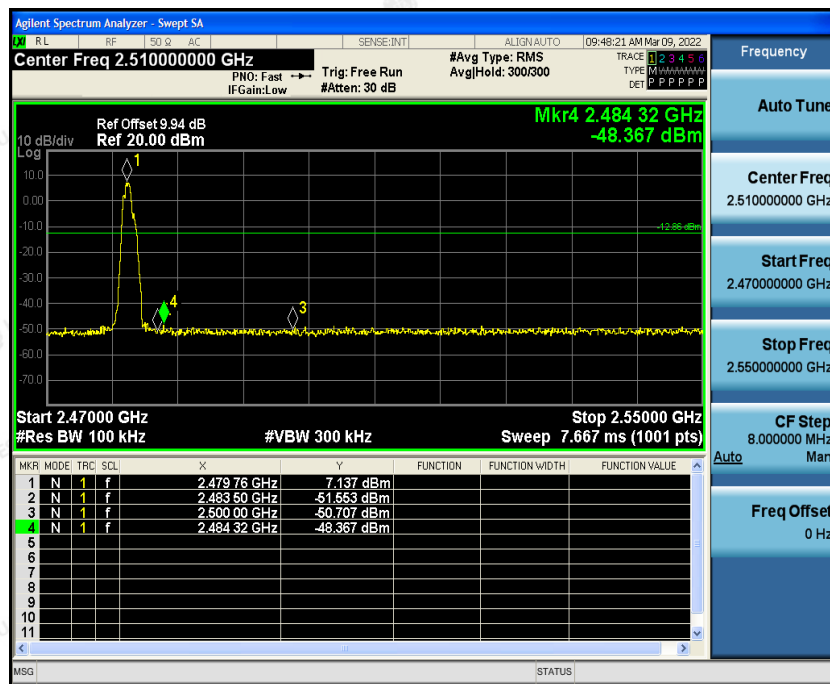 Agilent Spectrum Analyzer - Swept SA
LXI RL RF 50 Ω AC SENSE:INT ALIGN AUTO 09:48:21 AM Mar 09, 2022
Center Freq 2.510000000 GHz
PNO: Fast
IFGain:Low
Trig: Free Run
#Atten: 30 dB
#Avg Type: RMS
Avg|Hold: 300/300
TRACE 1 2 3 4 5 6
TYPE M
DET P P P P P P
Frequency
Auto Tune
Center Freq
2.510000000 GHz
Start Freq
2.470000000 GHz
Stop Freq
2.550000000 GHz
CF Step
8.000000 MHz
Auto Man
Freq Offset
0 Hz
Mkr4 2.484 32 GHz
-48.367 dBm
Ref Offset 9.94 dB
10 dB/div Ref 20.00 dBm
Log
10.0
0.00
-10.0
-20.0
-30.0
-40.0
-50.0
-60.0
-70.0
1
4
3
-12.86 dBm
Start 2.47000 GHz Stop 2.55000 GHz
#Res BW 100 kHz #VBW 300 kHz Sweep 7.667 ms (1001 pts)
MKR MODE TRC SCL X Y FUNCTION FUNCTION WIDTH FUNCTION VALUE
1 N 1 f 2.479 76 GHz 7.137 dBm
2 N 1 f 2.483 50 GHz -51.553 dBm
3 N 1 f 2.500 00 GHz -50.707 dBm
4 N 1 f 2.484 32 GHz -48.367 dBm
5
6
7
8
9
10
11
MSG STATUS